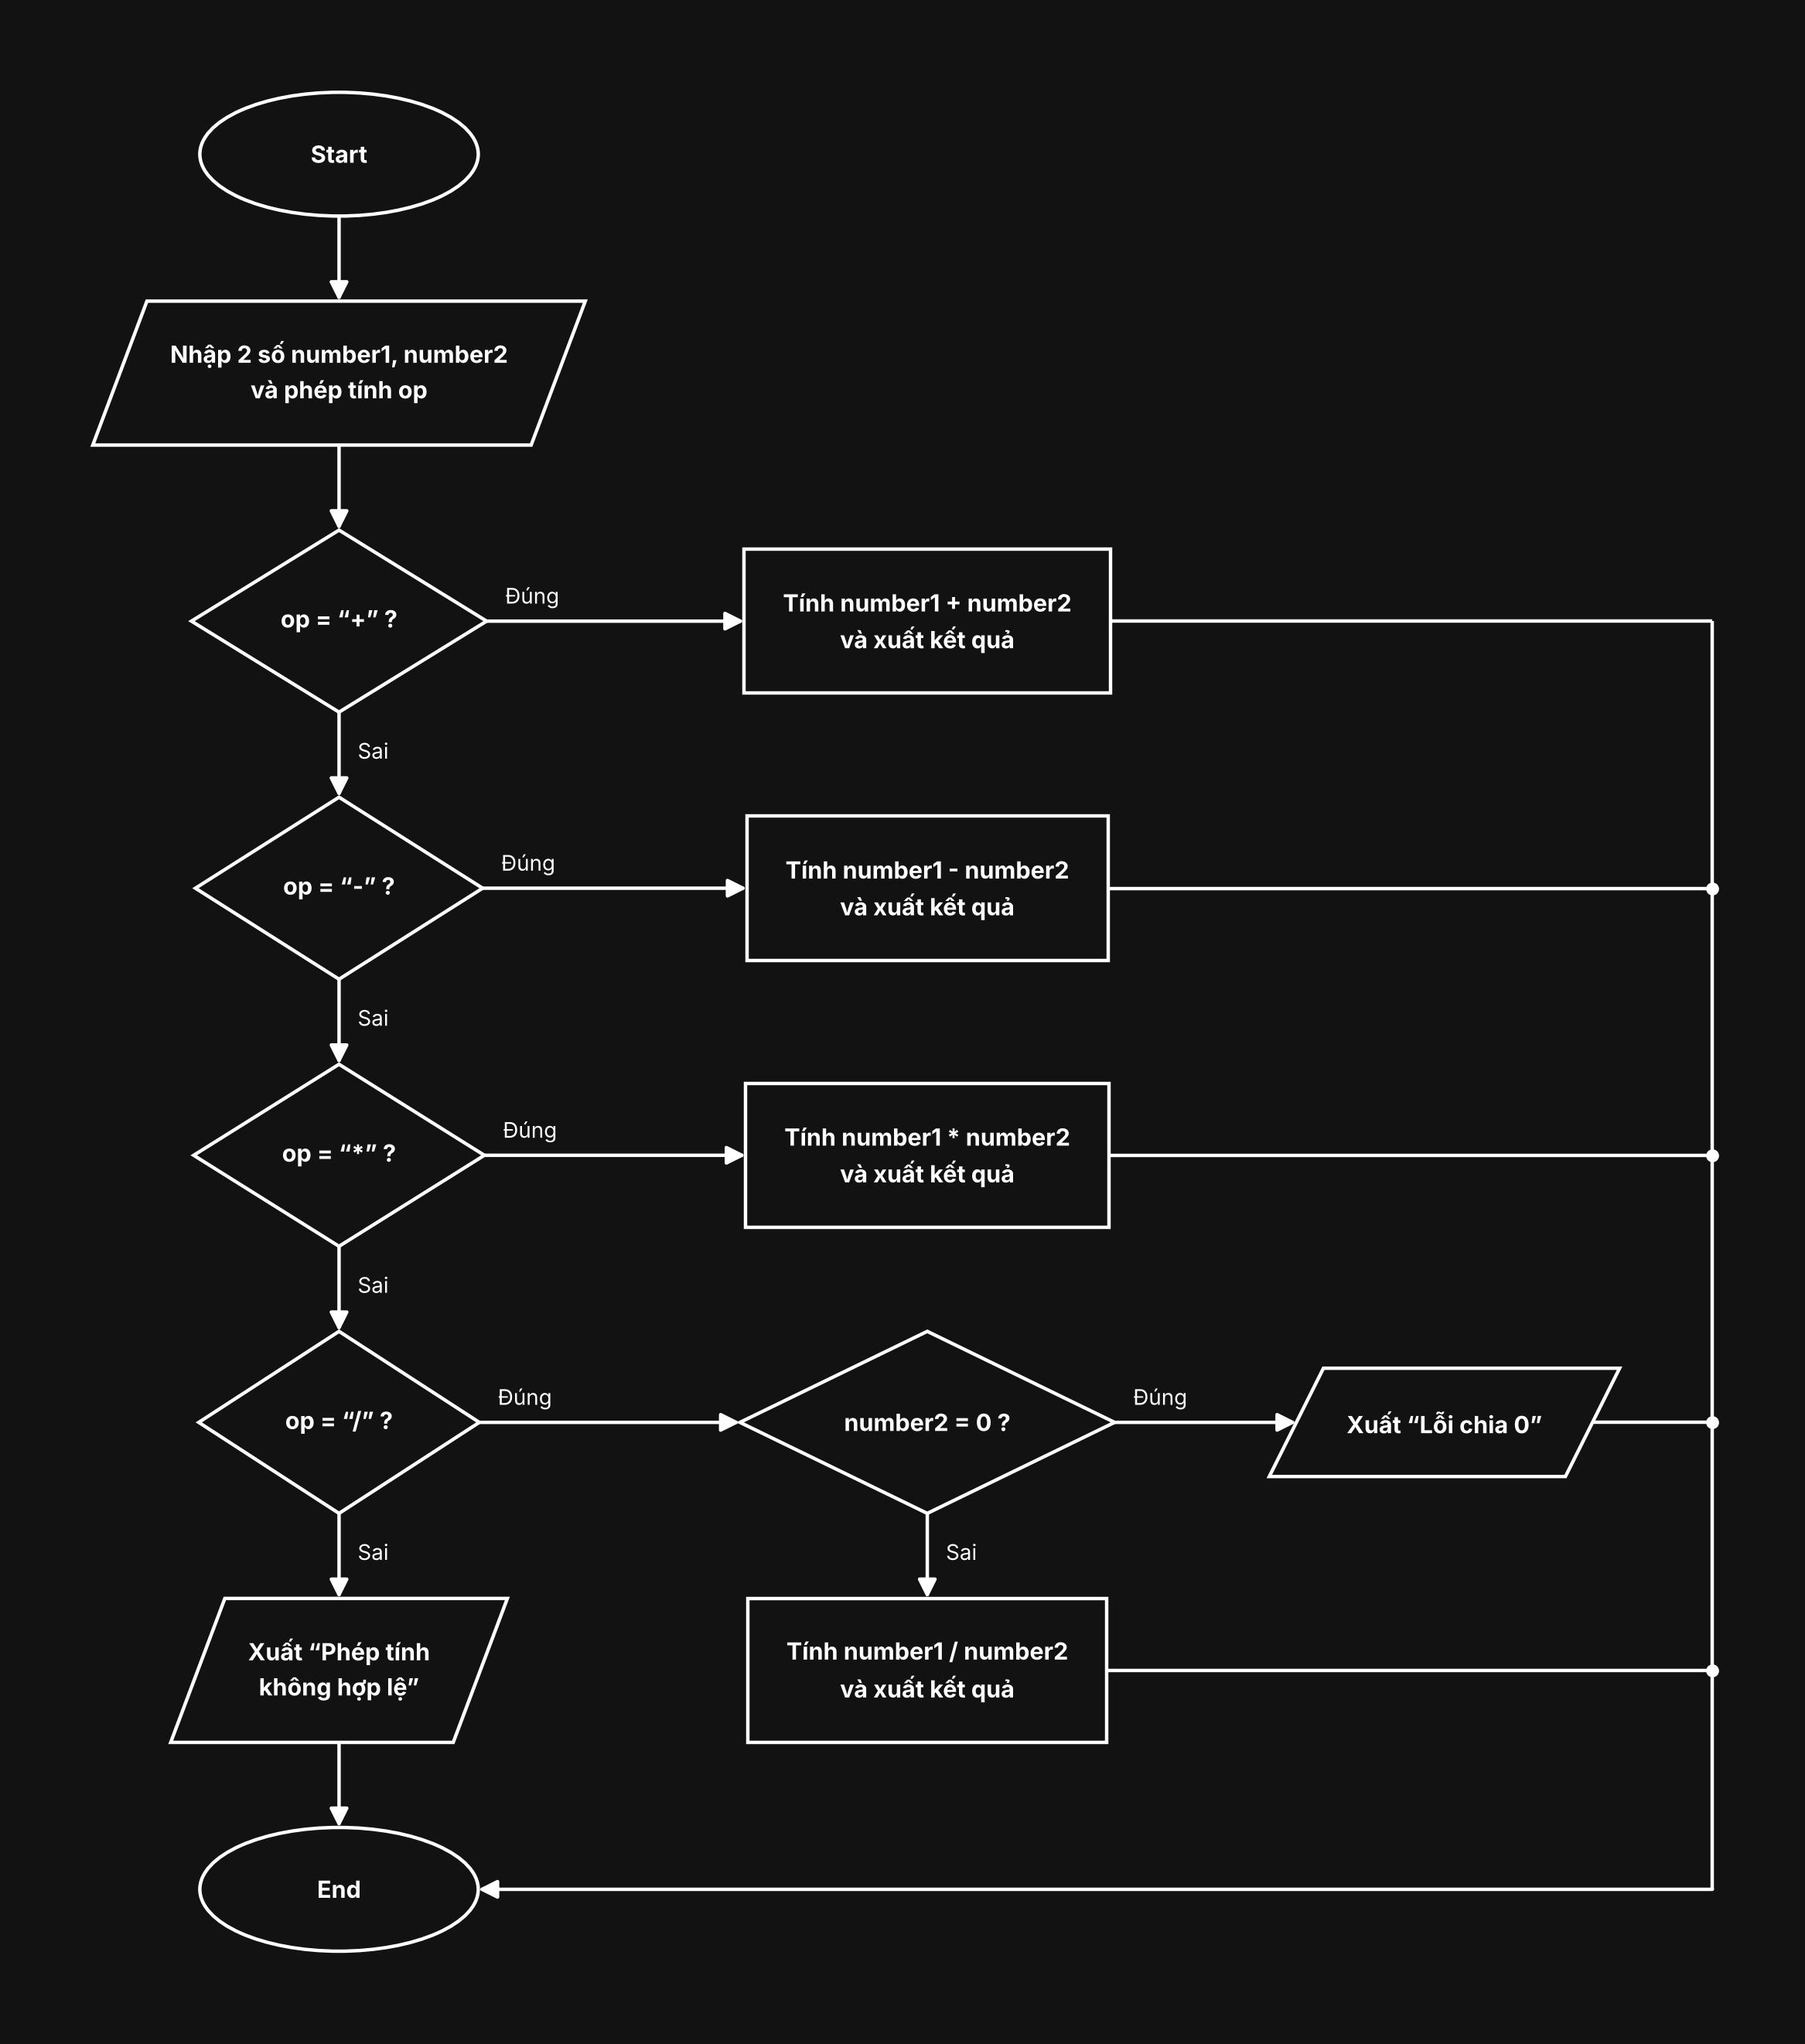 Start
Nhập 2 số number1, number2
và phép tính op
op = “+” ?
Đúng
Tính number1 + number2
và xuất kết quả
Sai
op = “-” ?
Đúng
Tính number1 - number2
và xuất kết quả
Sai
op = “*” ?
Đúng
Tính number1 * number2
và xuất kết quả
Sai
op = “/” ?
Đúng
number2 = 0 ?
Đúng
Xuất “Lỗi chia 0”
Sai
Sai
Xuất “Phép tính
không hợp lệ”
Tính number1 / number2
và xuất kết quả
End